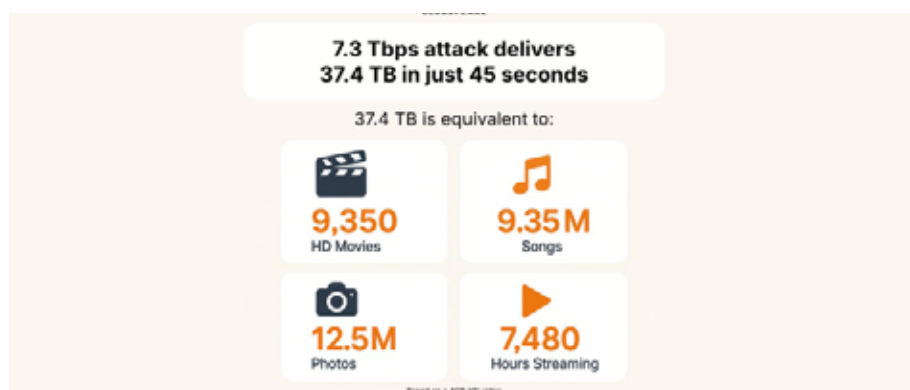 7.3 Tbps attack delivers
37.4 TB in just 45 seconds
37.4 TB is equivalent to:
9,350
HD Movies
9.35M
Songs
12.5M
Photos
7,480
Hours Streaming